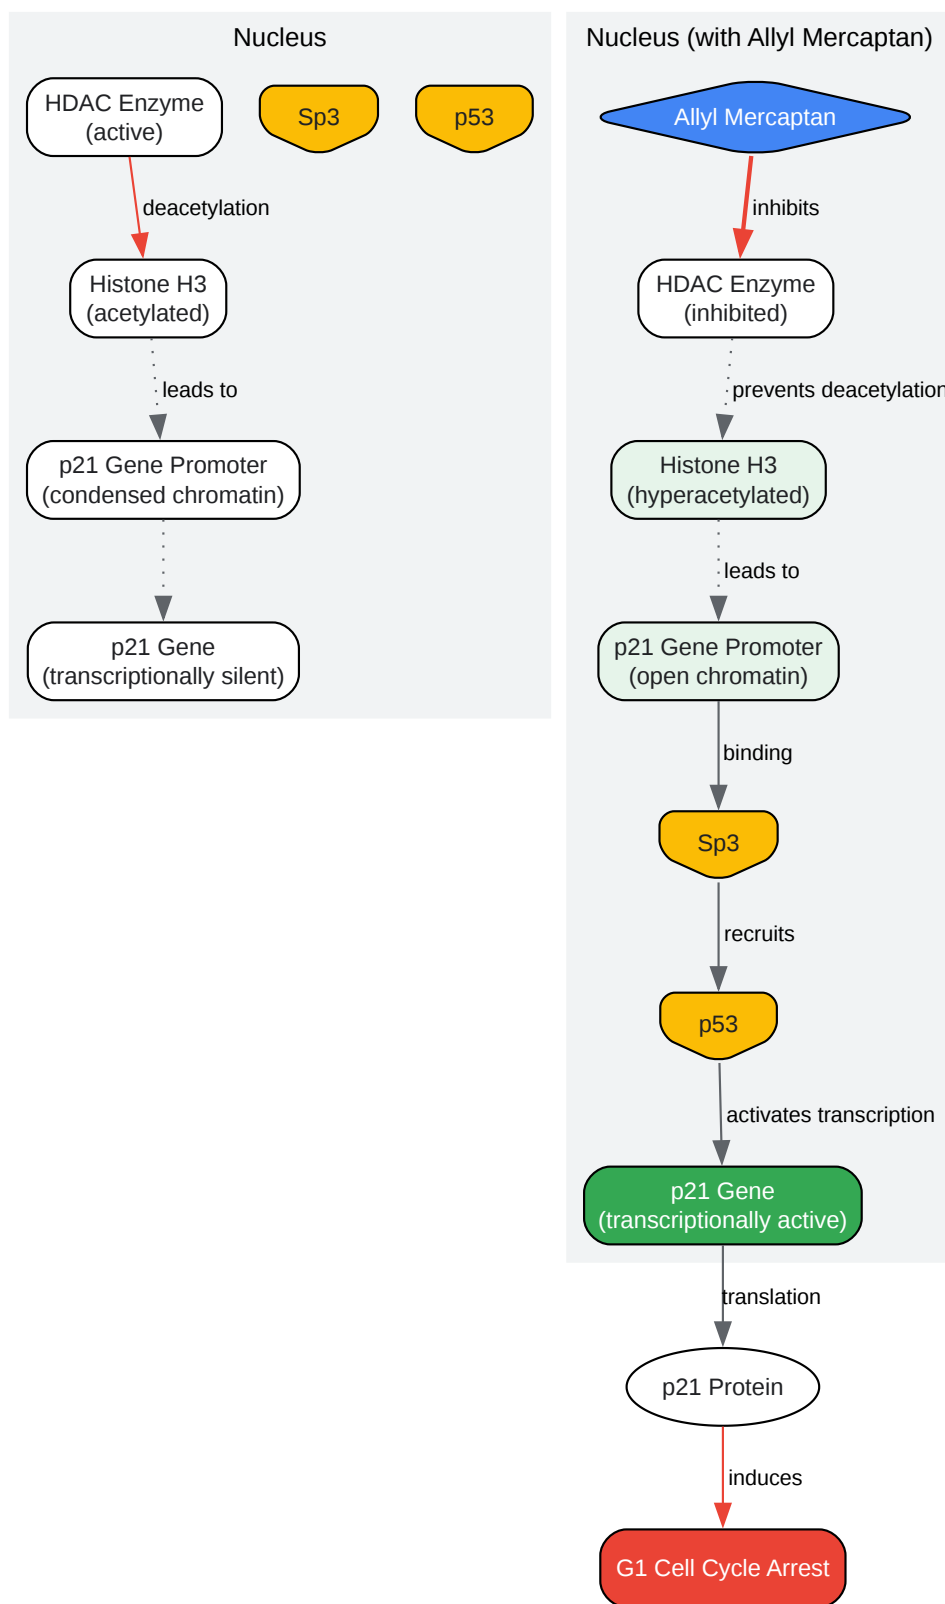 Nucleus
HDAC Enzyme
(active)
Sp3
p53
deacetylation
Histone H3
(acetylated)
leads to
p21 Gene Promoter
(condensed chromatin)
p21 Gene
(transcriptionally silent)
Nucleus (with Allyl Mercaptan)
Allyl Mercaptan
inhibits
HDAC Enzyme
(inhibited)
prevents deacetylation
Histone H3
(hyperacetylated)
leads to
p21 Gene Promoter
(open chromatin)
binding
Sp3
recruits
p53
activates transcription
p21 Gene
(transcriptionally active)
translation
p21 Protein
induces
G1 Cell Cycle Arrest